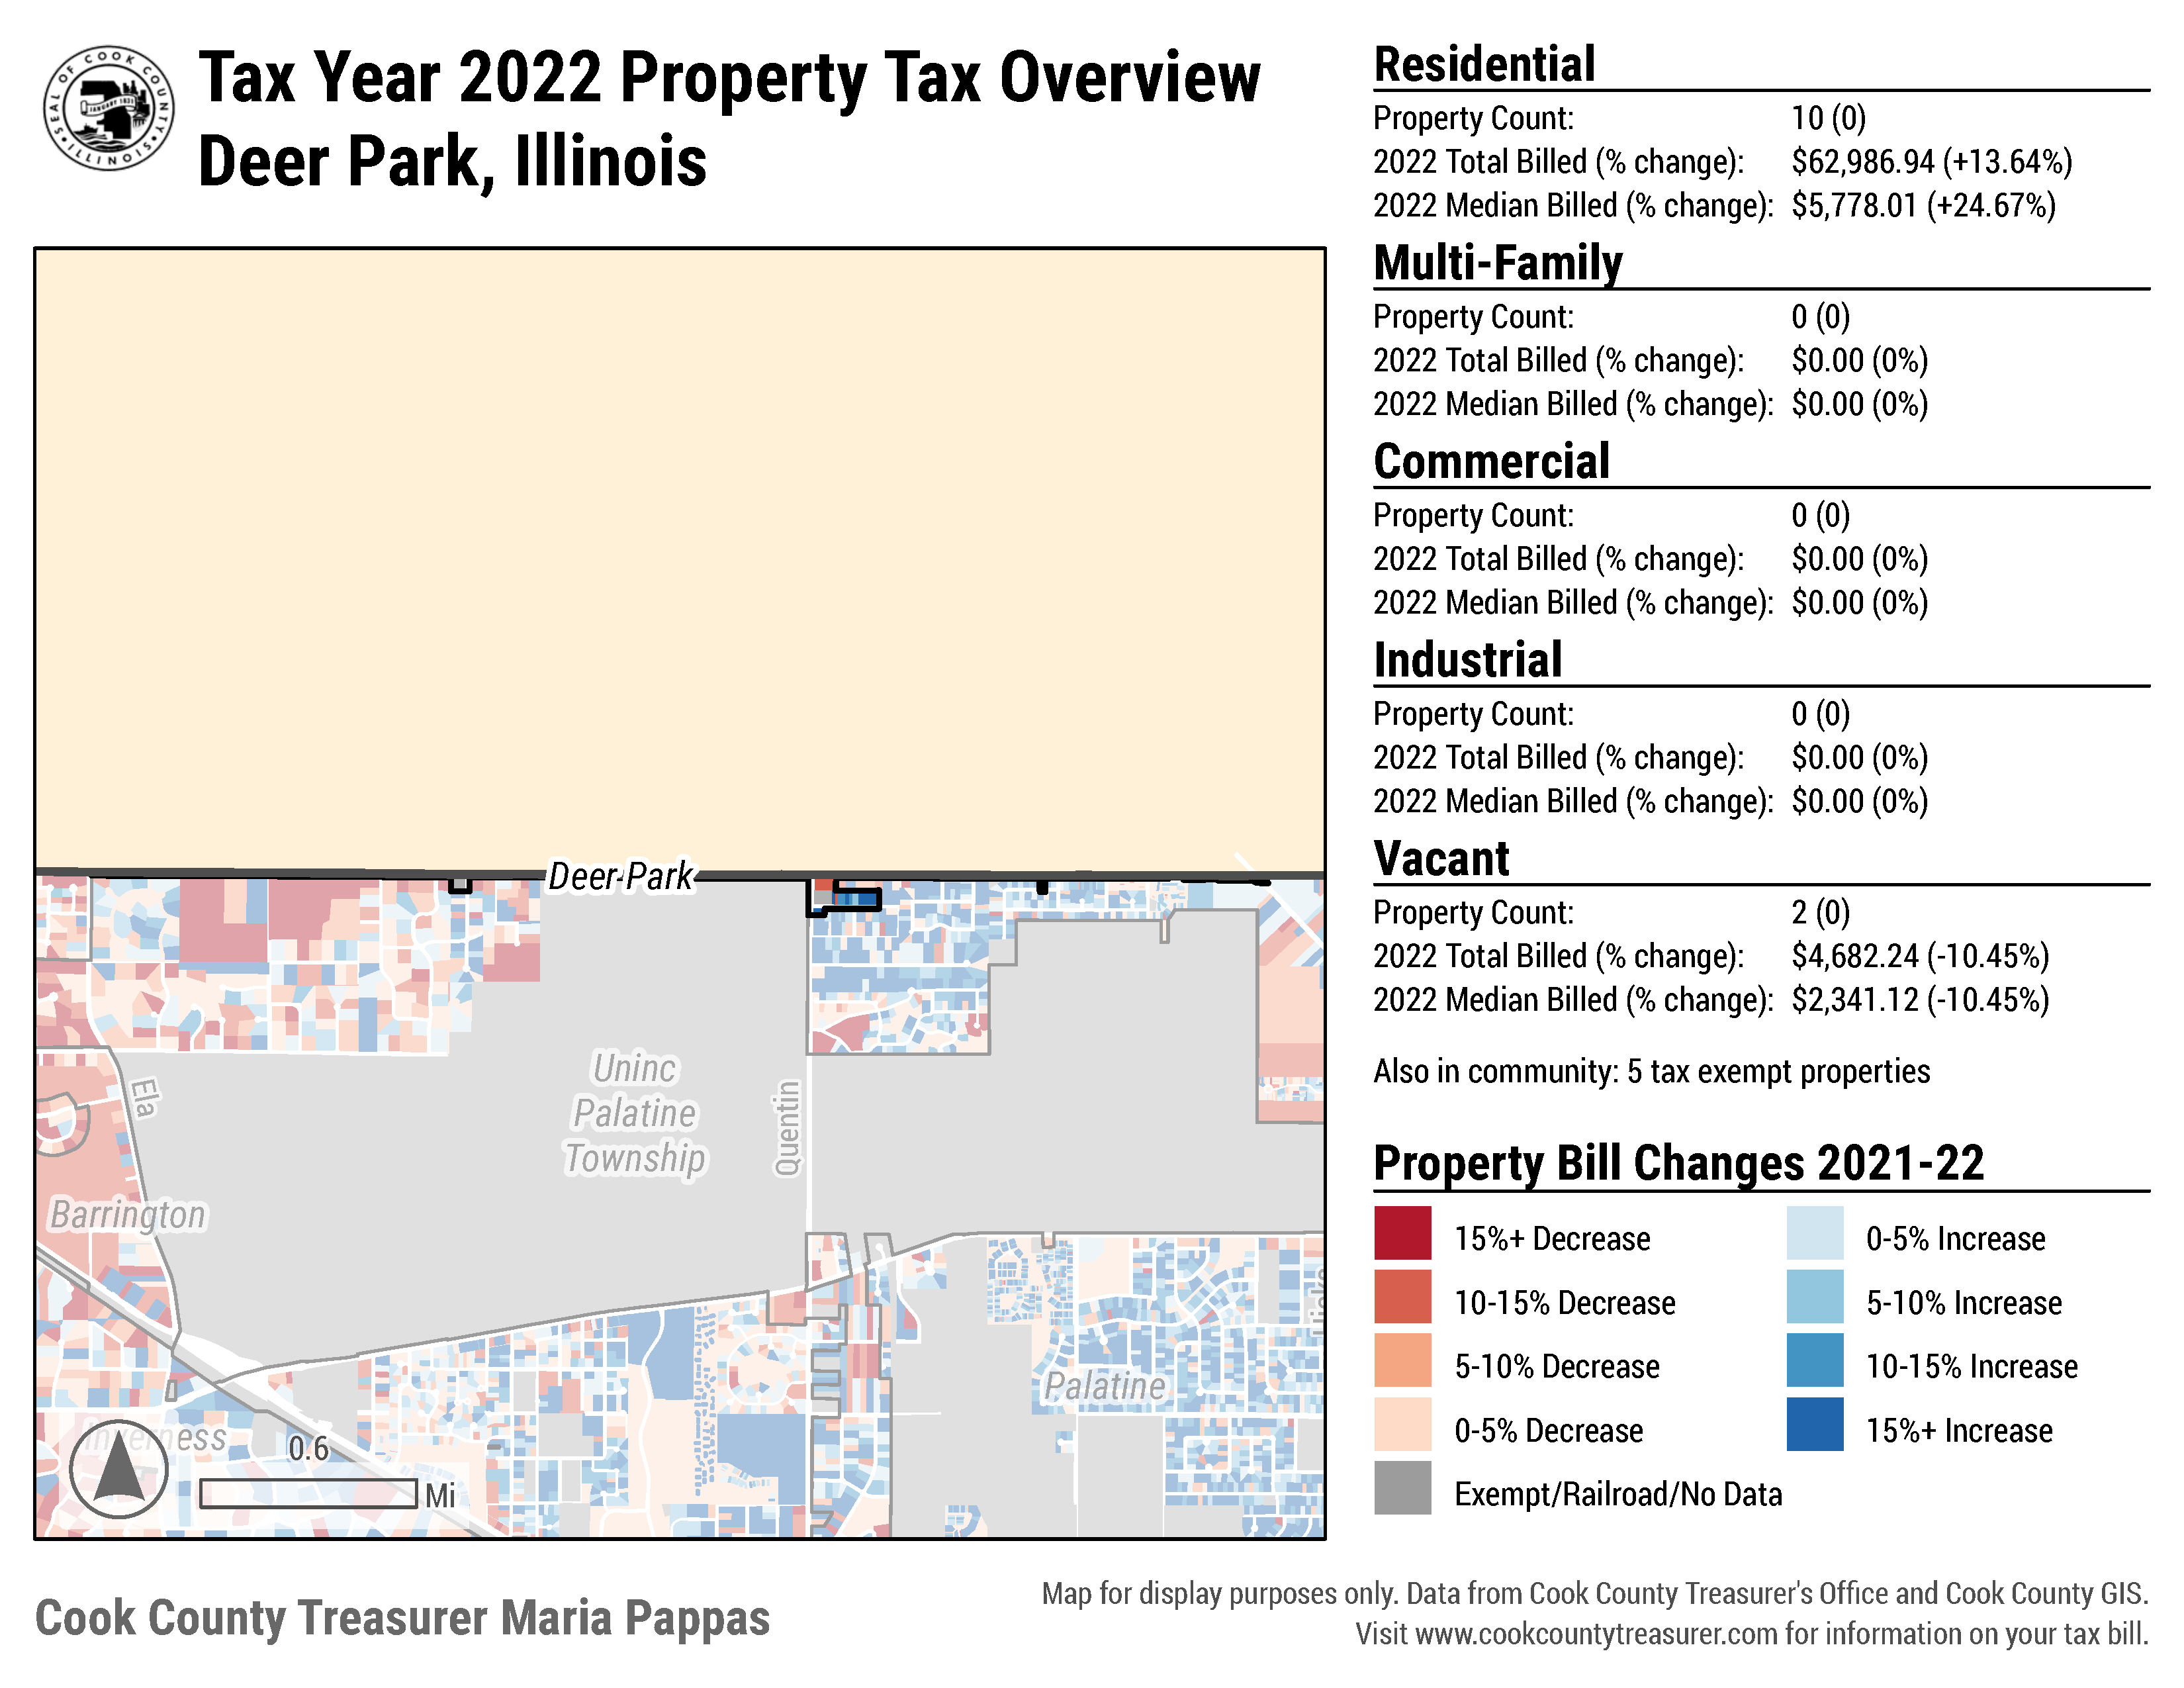 SEAL OF COOK COUNTY
ILLINOIS
JANUARY 1831
Tax Year 2022 Property Tax Overview
Deer Park, Illinois
Residential
Property Count: 10 (0)
2022 Total Billed (% change): $62,986.94 (+13.64%)
2022 Median Billed (% change): $5,778.01 (+24.67%)
Multi-Family
Property Count: 0 (0)
2022 Total Billed (% change): $0.00 (0%)
2022 Median Billed (% change): $0.00 (0%)
Commercial
Property Count: 0 (0)
2022 Total Billed (% change): $0.00 (0%)
2022 Median Billed (% change): $0.00 (0%)
Industrial
Property Count: 0 (0)
2022 Total Billed (% change): $0.00 (0%)
2022 Median Billed (% change): $0.00 (0%)
Vacant
Property Count: 2 (0)
2022 Total Billed (% change): $4,682.24 (-10.45%)
2022 Median Billed (% change): $2,341.12 (-10.45%)
Also in community: 5 tax exempt properties
Property Bill Changes 2021-22
15%+ Decrease
10-15% Decrease
5-10% Decrease
0-5% Decrease
Exempt/Railroad/No Data
0-5% Increase
5-10% Increase
10-15% Increase
15%+ Increase
Deer Park
Uninc
Palatine
Township
Quentin
Ela
Barrington
Palatine
Inverness
0.6
Mi
Cook County Treasurer Maria Pappas
Map for display purposes only. Data from Cook County Treasurer's Office and Cook County GIS.
Visit www.cookcountytreasurer.com for information on your tax bill.